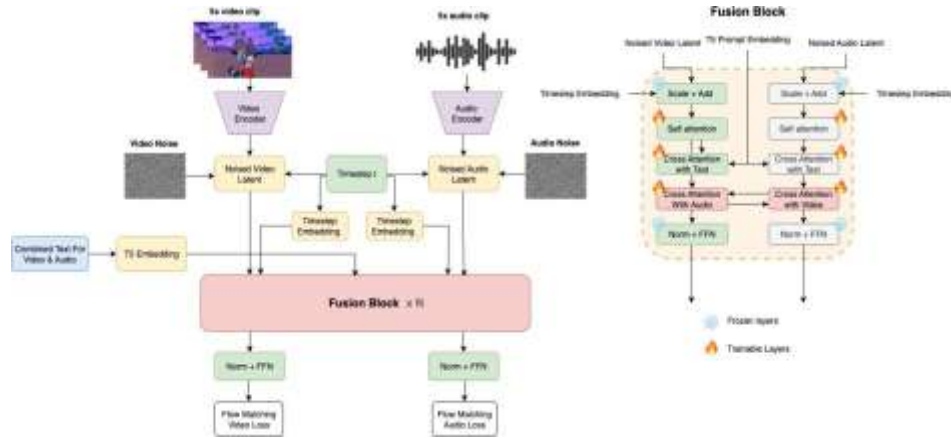 5s video clip
5s audio clip
Video
Encoder
Audio
Encoder
Video Noise
Audio Noise
Noised Video
Latent
Timestep t
Noised Audio
Latent
Timestep
Embedding
Timestep
Embedding
Combined Text For
Video & Audio
T5 Embedding
Fusion Block x N
Norm + FFN
Norm + FFN
Flow Matching
Video Loss
Flow Matching
Audio Loss
Fusion Block
Noised Video Latent
T5 Prompt Embedding
Noised Audio Latent
Timestep Embedding
Scale + Add
Scale + Add
Timestep Embedding
Self attention
Self attention
Cross Attention
with Text
Cross Attention
with Text
Cross Attention
With Audio
Cross Attention
with Video
Norm + FFN
Norm + FFN
Frozen layers
Trainable Layers